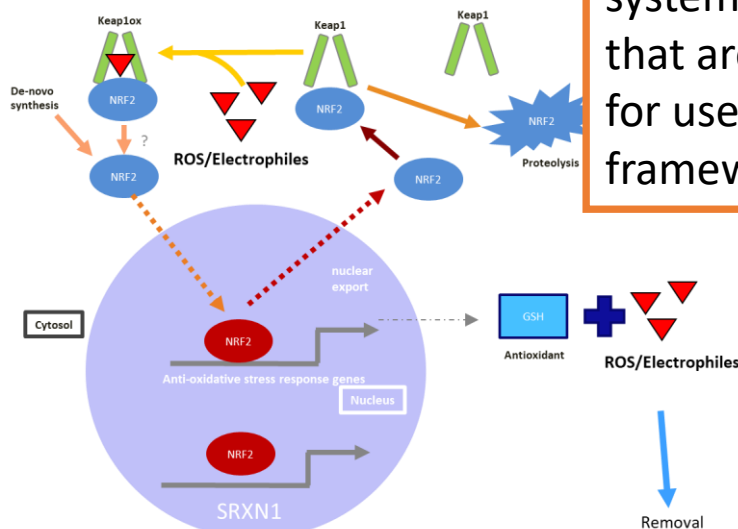 Keap1ox
Keap1
Keap1
system
that are
for use
framew
NRF2
De-novo
synthesis
?
ROS/Electrophiles
NRF2
NRF2
Proteolysis
NRF2
NRF2
nuclear
export
Cytosol
NRF2
Anti-oxidative stress response genes
Nucleus
GSH
Antioxidant
ROS/Electrophiles
NRF2
SRXN1
Removal